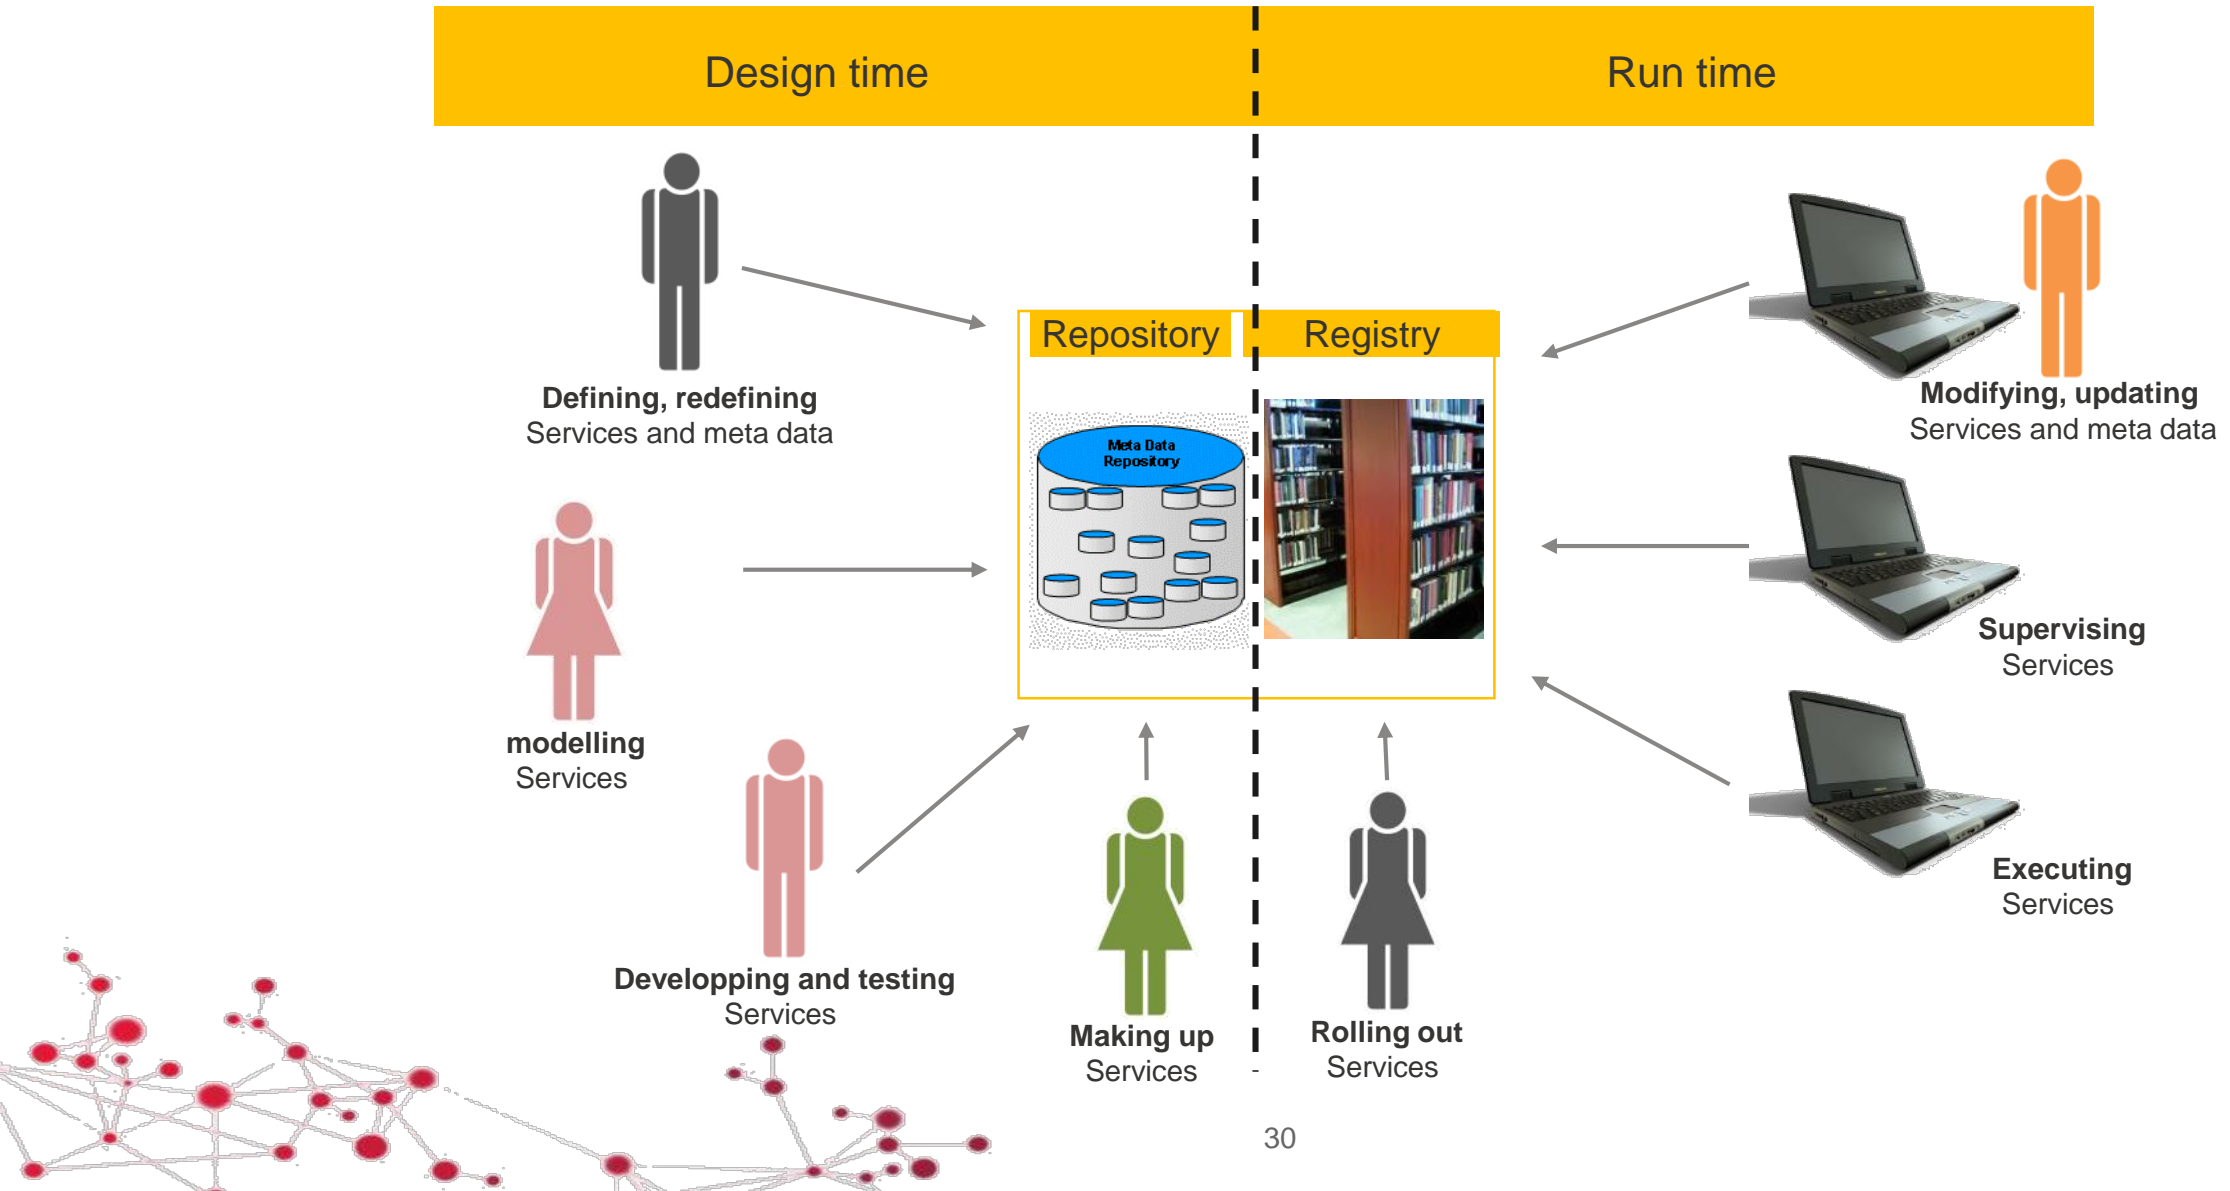 Design time
Run time
Repository
Registry
Meta Data
Repository
Defining, redefining
Services and meta data
Modifying, updating
Services and meta data
modelling
Services
Supervising
Services
Developping and testing
Services
Executing
Services
Making up
Services
Rolling out
Services
30